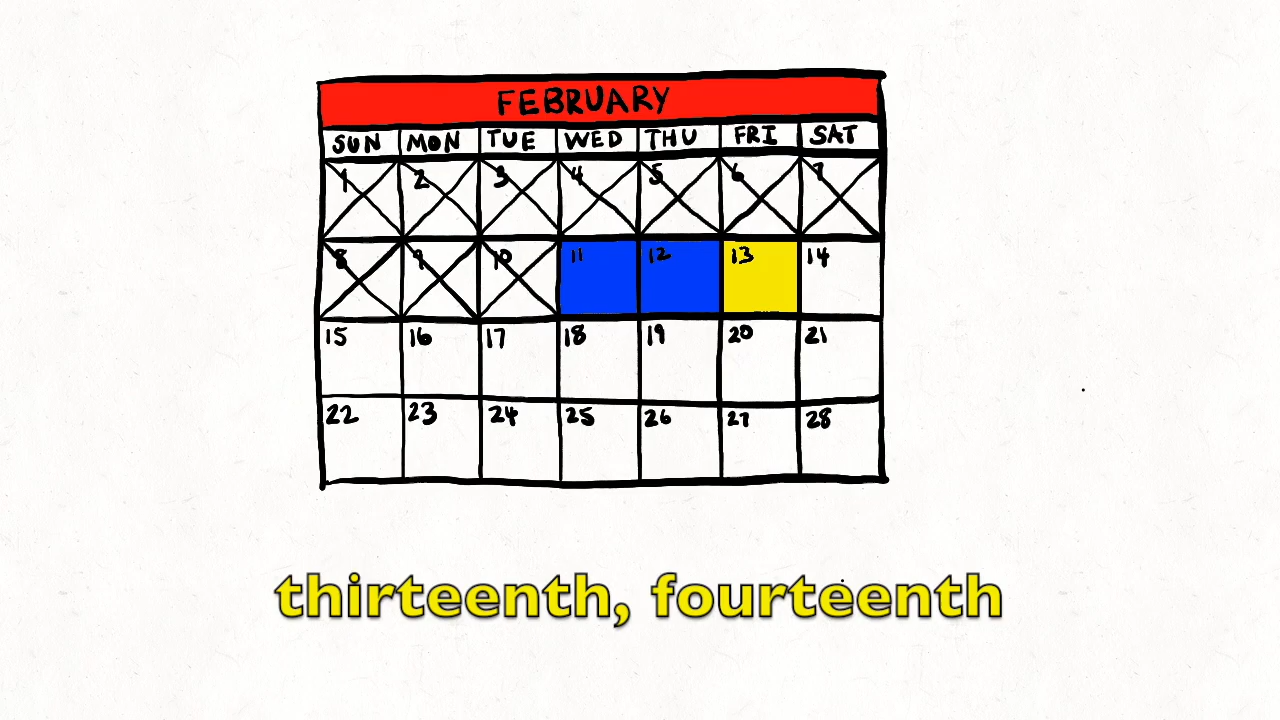 FEBRUARY
SUN MON TUE WED THU FRI SAT
1 2 3 4 5 6 7
8 9 10 11 12 13 14
15 16 17 18 19 20 21
22 23 24 25 26 27 28
thirteenth, fourteenth